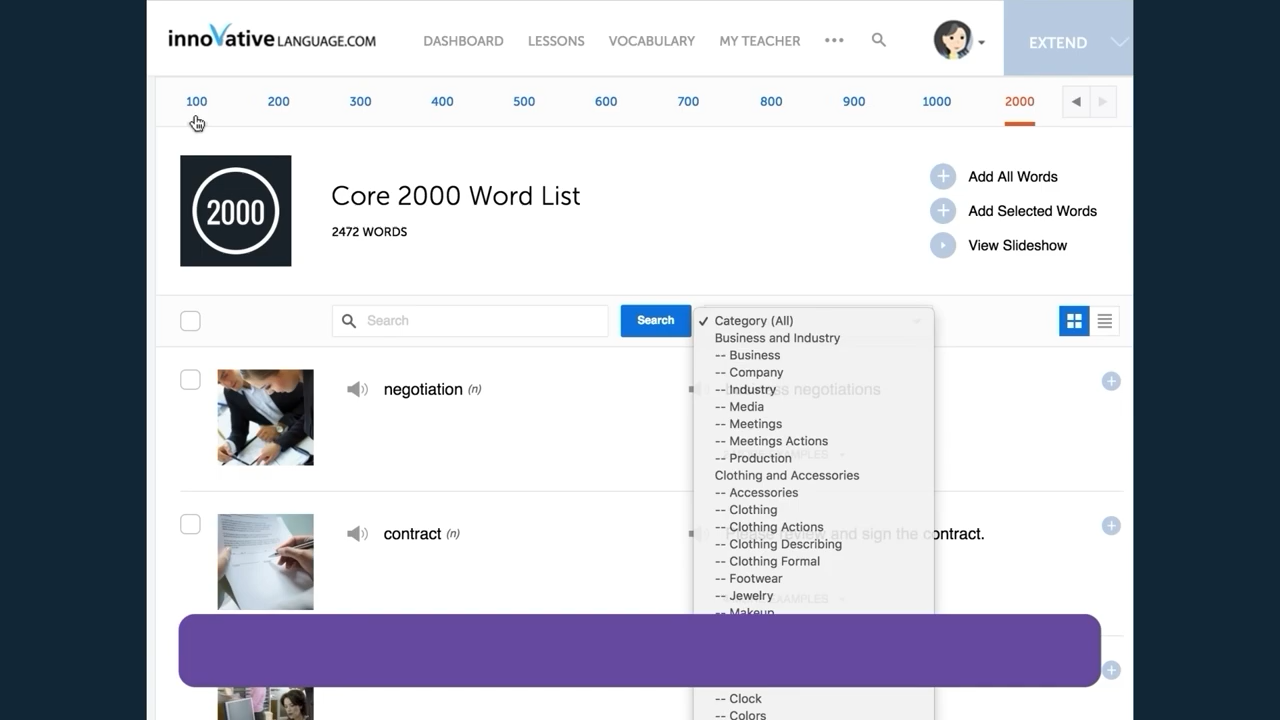 innoVative LANGUAGE.COM
DASHBOARD LESSONS VOCABULARY MY TEACHER EXTEND
100 200 300 400 500 600 700 800 900 1000 2000
2000
Core 2000 Word List
2472 WORDS
Add All Words
Add Selected Words
View Slideshow
Search Search
✓ Category (All)
Business and Industry
-- Business
-- Company
-- Industry
-- Media
-- Meetings
-- Meetings Actions
-- Production
Clothing and Accessories
-- Accessories
-- Clothing
-- Clothing Actions
-- Clothing Describing
-- Clothing Formal
-- Footwear
-- Jewelry
-- Makeup
-- Clock
-- Colors
negotiation (n)
negotiations
contract (n)
review and sign the contract.